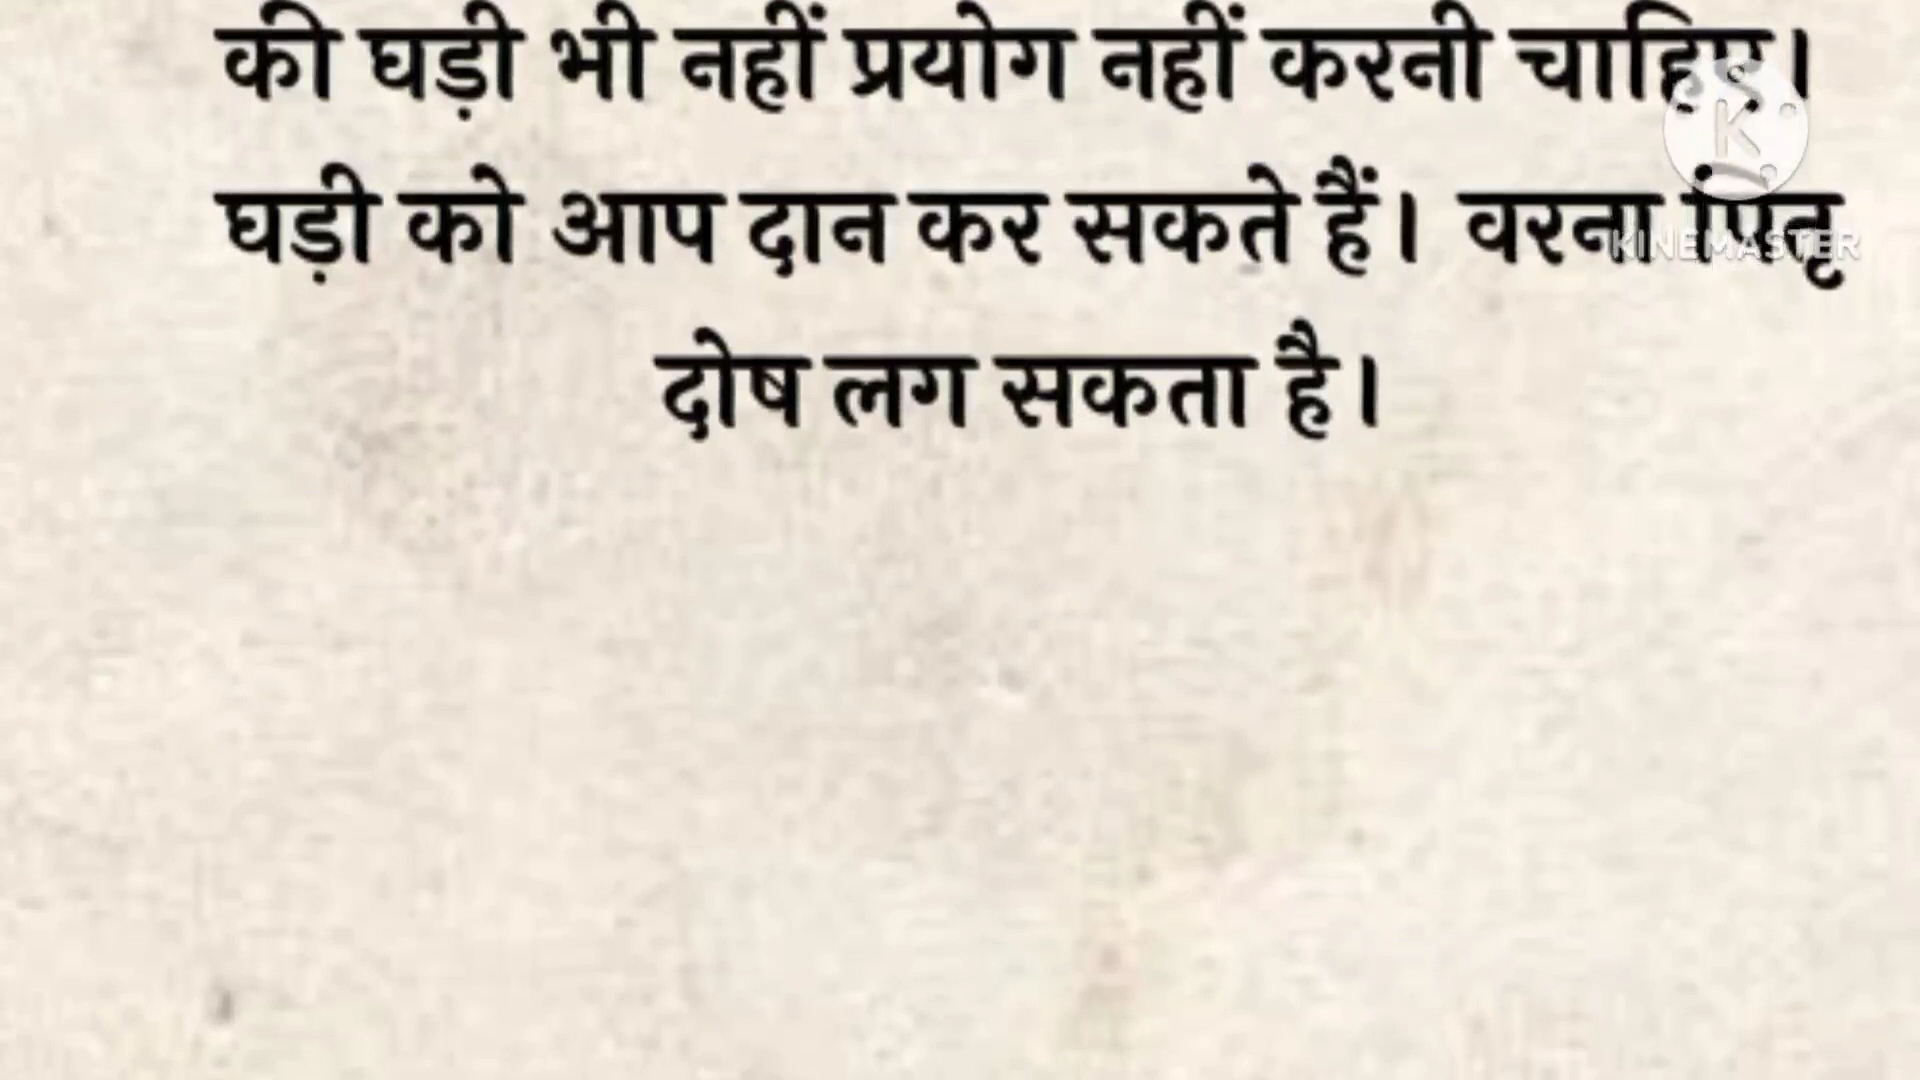 की घड़ी भी नहीं प्रयोग नहीं करनी चाहिए।
घड़ी को आप दान कर सकते हैं। वरना पितृ
दोष लग सकता है।
K
KINEMASTER